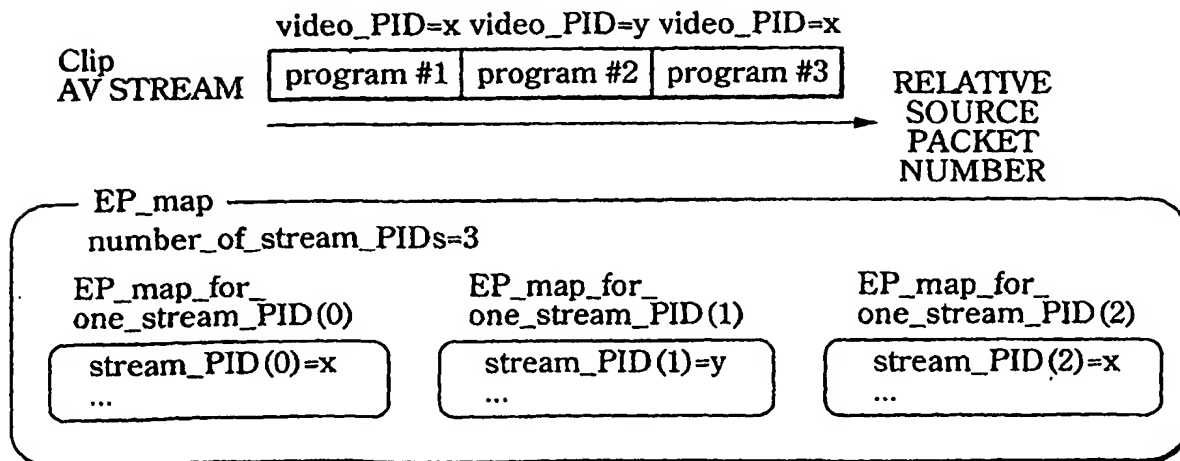 video_PID=x video_PID=y video_PID=x
Clip
AV STREAM
program #1 program #2 program #3
RELATIVE
SOURCE
PACKET
NUMBER
EP_map
number_of_stream_PIDs=3
EP_map_for_
one_stream_PID(0)
stream_PID(0)=x
...
EP_map_for_
one_stream_PID(1)
stream_PID(1)=y
...
EP_map_for_
one_stream_PID(2)
stream_PID(2)=x
...